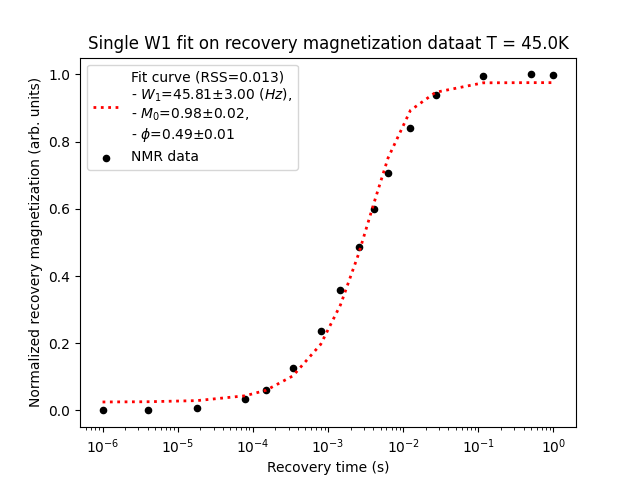 Single W1 fit on recovery magnetization dataat T = 45.0K
Fit curve (RSS=0.013)
- W₁=45.81±3.00 (Hz),
- M₀=0.98±0.02,
- ϕ=0.49±0.01
NMR data
Normalized recovery magnetization (arb. units)
1.0
0.8
0.6
0.4
0.2
0.0
10⁻⁶ 10⁻⁵ 10⁻⁴ 10⁻³ 10⁻² 10⁻¹ 10⁰
Recovery time (s)